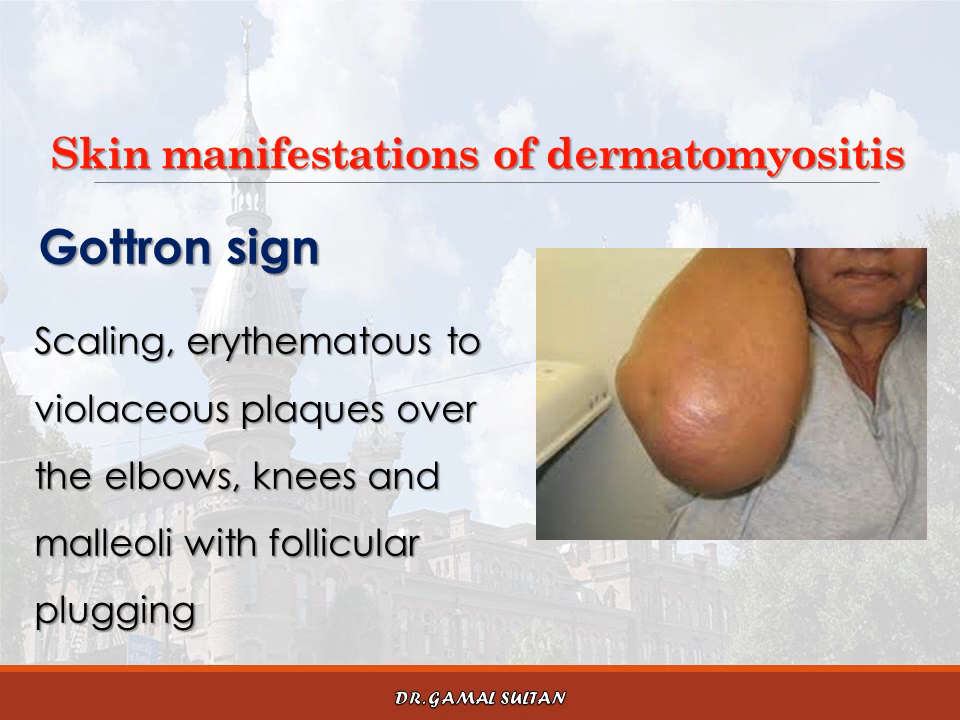 Skin manifestations of dermatomyositis
Gottron sign
Scaling, erythematous to
violaceous plaques over
the elbows, knees and
malleoli with follicular
plugging
DR.GAMAL SULTAN